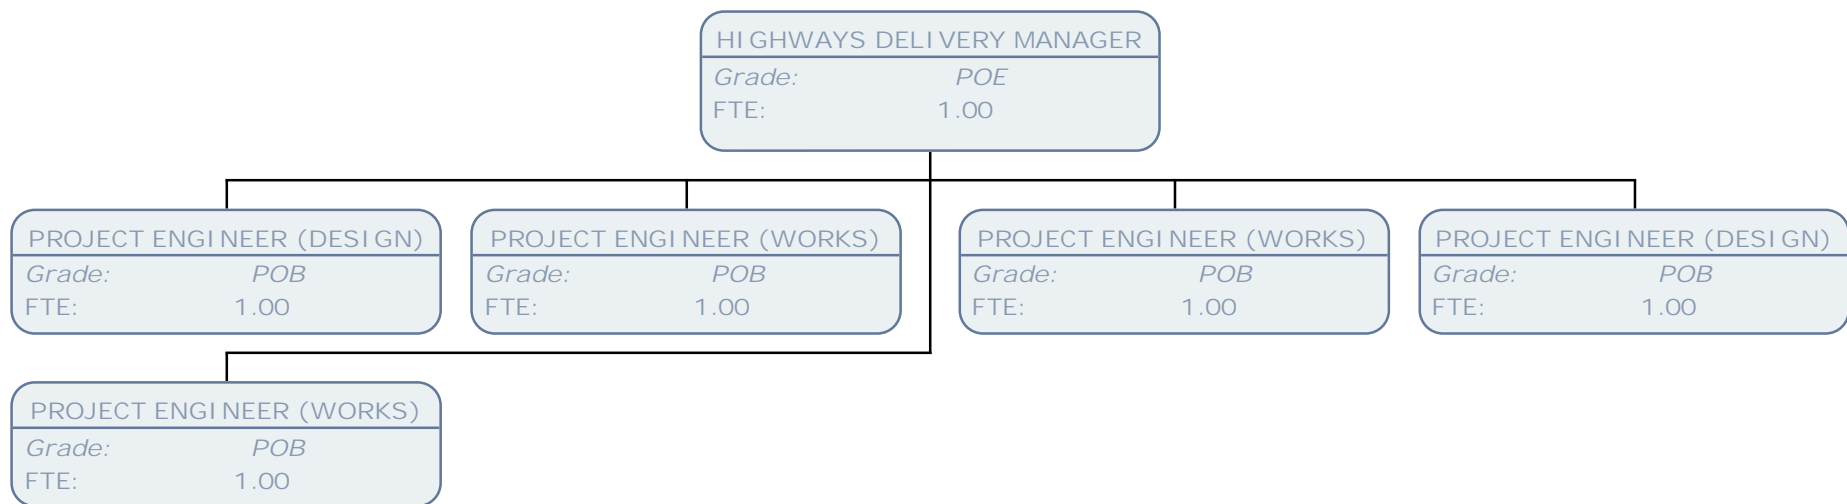 HIGHWAYS DELIVERY MANAGER
Grade: POE
FTE: 1.00
PROJECT ENGINEER (DESIGN)
Grade: POB
FTE: 1.00
PROJECT ENGINEER (WORKS)
Grade: POB
FTE: 1.00
PROJECT ENGINEER (WORKS)
Grade: POB
FTE: 1.00
PROJECT ENGINEER (DESIGN)
Grade: POB
FTE: 1.00
PROJECT ENGINEER (WORKS)
Grade: POB
FTE: 1.00